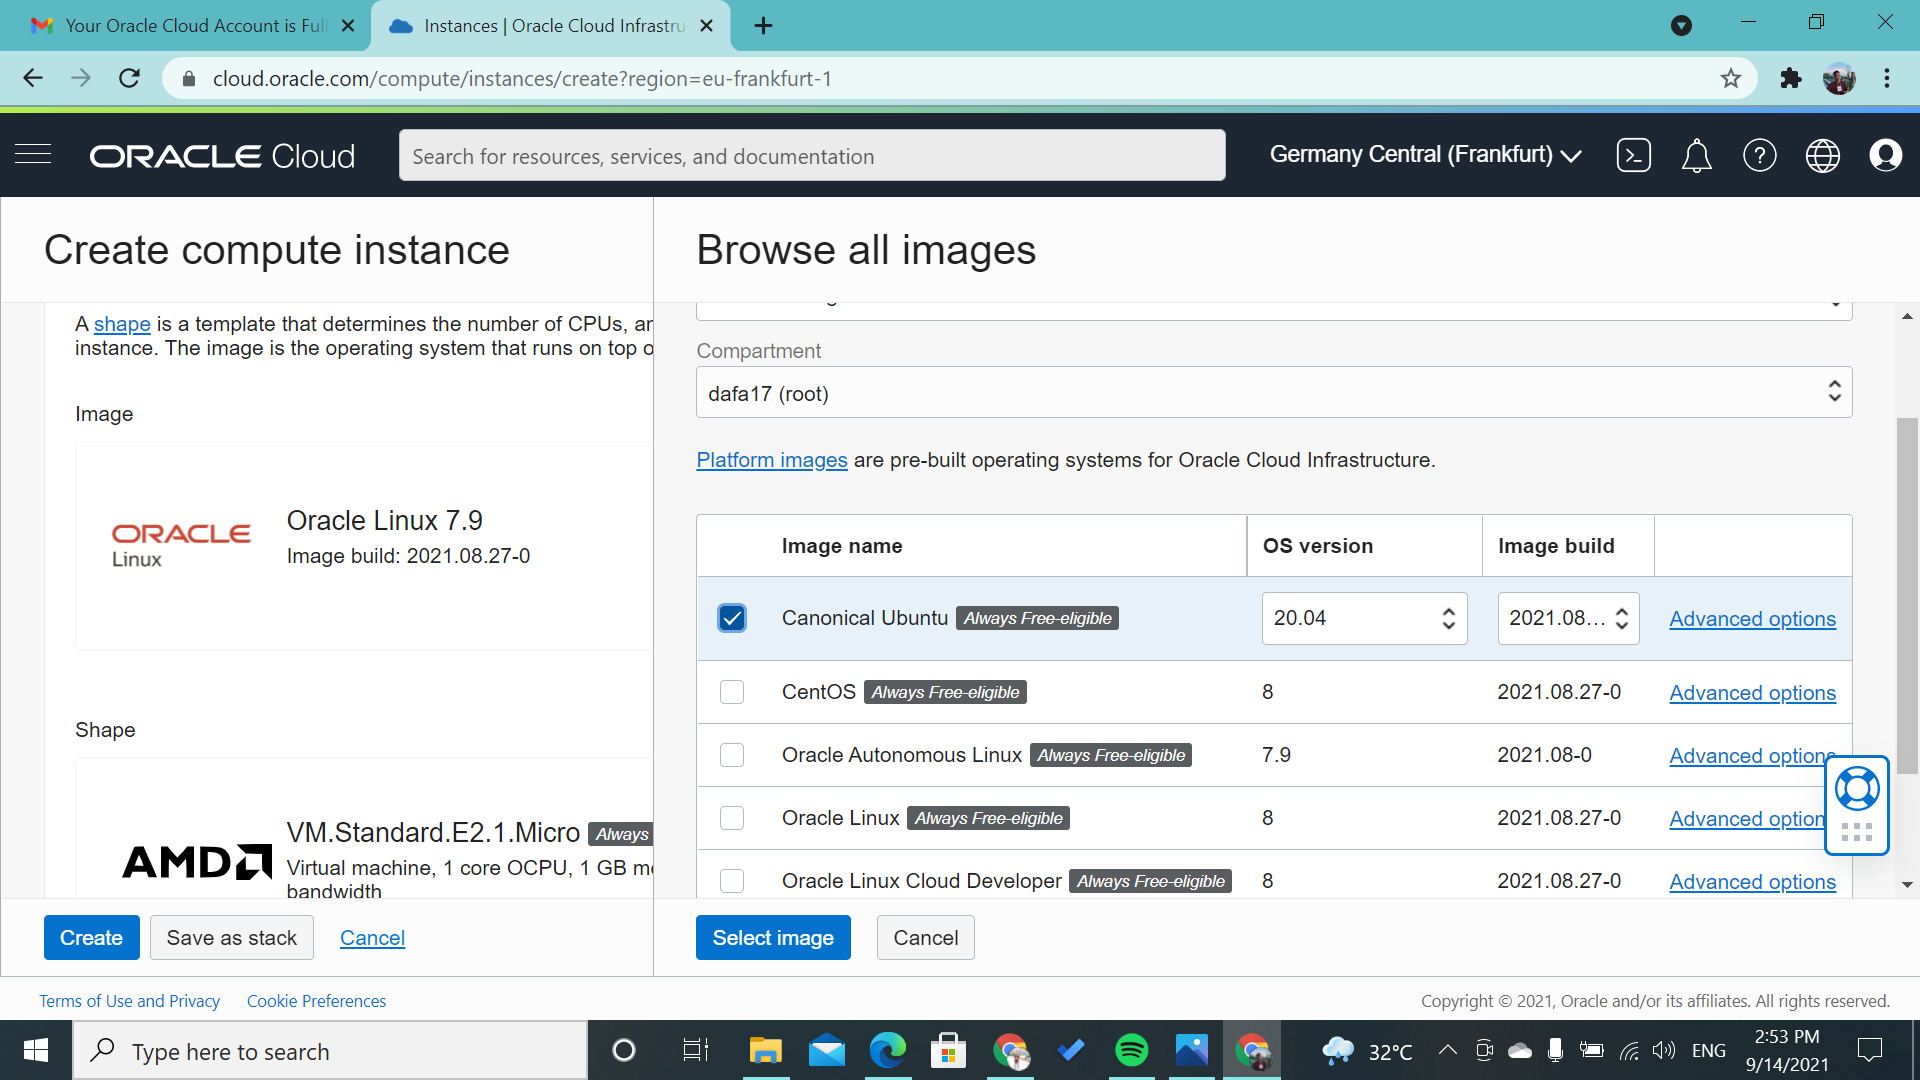 Your Oracle Cloud Account is Full
Instances | Oracle Cloud Infrastru
cloud.oracle.com/compute/instances/create?region=eu-frankfurt-1
ORACLE Cloud
Search for resources, services, and documentation
Germany Central (Frankfurt)
Create compute instance
A shape is a template that determines the number of CPUs, ar
instance. The image is the operating system that runs on top o
Image
ORACLE
Linux
Oracle Linux 7.9
Image build: 2021.08.27-0
Shape
AMD
VM.Standard.E2.1.Micro Always
Virtual machine, 1 core OCPU, 1 GB me
bandwidth
Create
Save as stack
Cancel
Browse all images
Compartment
dafa17 (root)
Platform images are pre-built operating systems for Oracle Cloud Infrastructure.
Image name OS version Image build
Canonical Ubuntu Always Free-eligible 20.04 2021.08... Advanced options
CentOS Always Free-eligible 8 2021.08.27-0 Advanced options
Oracle Autonomous Linux Always Free-eligible 7.9 2021.08-0 Advanced options
Oracle Linux Always Free-eligible 8 2021.08.27-0 Advanced option
Oracle Linux Cloud Developer Always Free-eligible 8 2021.08.27-0 Advanced options
Select image
Cancel
Terms of Use and Privacy
Cookie Preferences
Copyright © 2021, Oracle and/or its affiliates. All rights reserved.
Type here to search
32°C
ENG
2:53 PM
9/14/2021